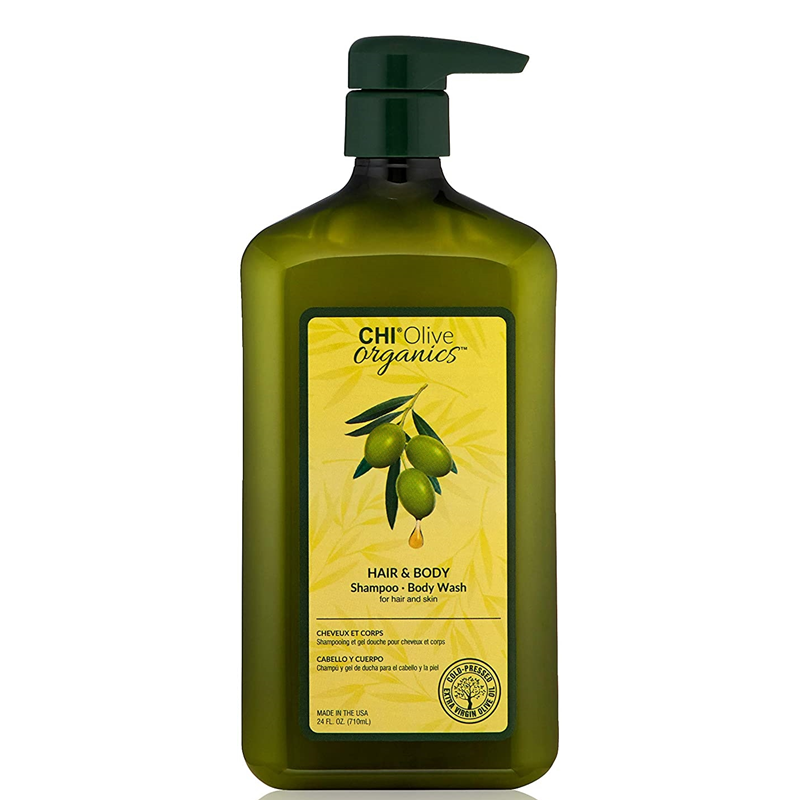 CHI® Olive
Organics™
HAIR & BODY
Shampoo · Body Wash
for hair and skin
CHEVEUX ET CORPS
Shampooing et gel douche pour cheveux et corps
CABELLO Y CUERPO
Champú y gel de ducha para el cabello y la piel
COLD-PRESSED
EXTRA VIRGIN OLIVE OIL
MADE IN THE USA
24 FL. OZ. (710mL)